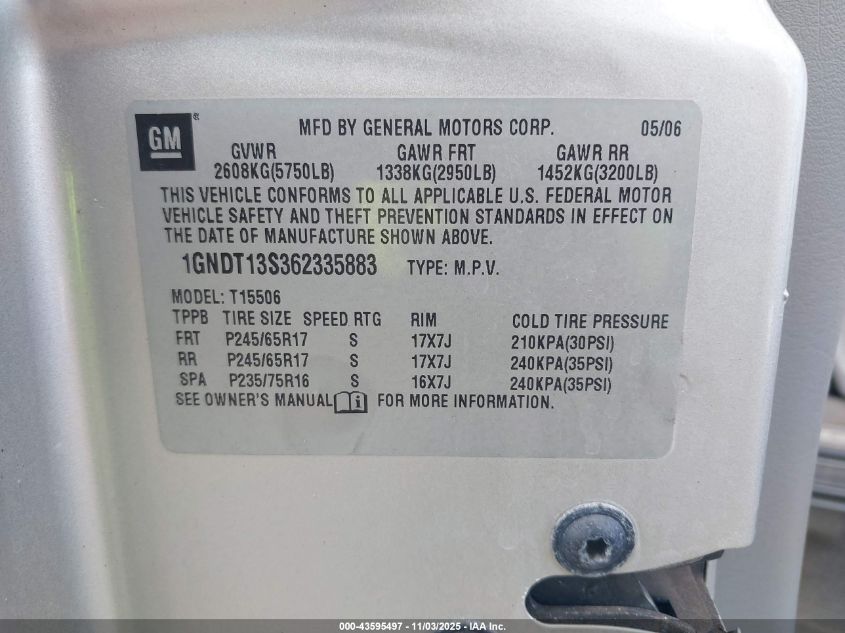 GM ® MFD BY GENERAL MOTORS CORP. 05/06
GVWR GAWR FRT GAWR RR
2608KG(5750LB) 1338KG(2950LB) 1452KG(3200LB)
THIS VEHICLE CONFORMS TO ALL APPLICABLE U.S. FEDERAL MOTOR
VEHICLE SAFETY AND THEFT PREVENTION STANDARDS IN EFFECT ON
THE DATE OF MANUFACTURE SHOWN ABOVE.
1GNDT13S362335883 TYPE: M.P.V.
MODEL: T15506
TPPB TIRE SIZE SPEED RTG RIM COLD TIRE PRESSURE
FRT P245/65R17 S 17X7J 210KPA(30PSI)
RR P245/65R17 S 17X7J 240KPA(35PSI)
SPA P235/75R16 S 16X7J 240KPA(35PSI)
SEE OWNER'S MANUAL i FOR MORE INFORMATION.
000-43595497 - 11/03/2025 - IAA Inc.